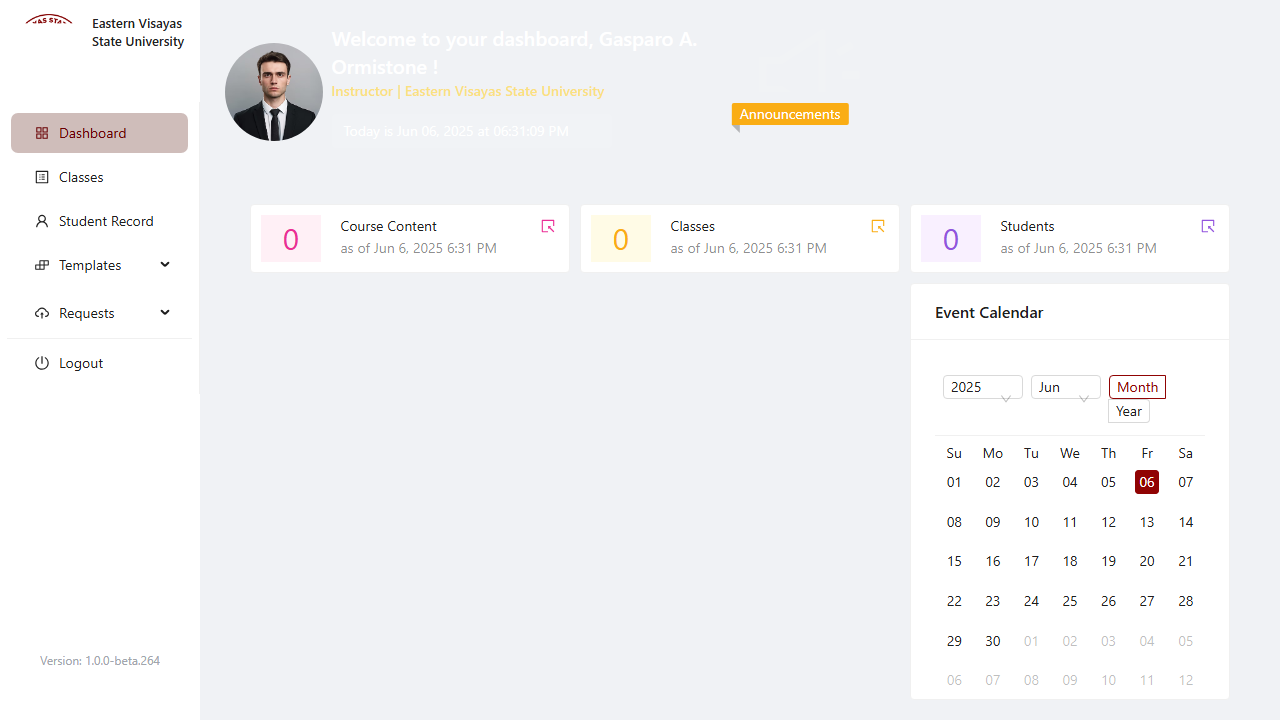 Eastern Visayas
State University
Dashboard
Classes
Student Record
Templates
Requests
Logout
Version: 1.0.0-beta.264
Welcome to your dashboard, Gasparo A.
Ormistone !
Instructor | Eastern Visayas State University
Today is Jun 06, 2025 at 06:31:09 PM
Announcements
0
Course Content
as of Jun 6, 2025 6:31 PM
0
Classes
as of Jun 6, 2025 6:31 PM
0
Students
as of Jun 6, 2025 6:31 PM
Event Calendar
2025 Jun Month
Year
Su Mo Tu We Th Fr Sa
01 02 03 04 05 06 07
08 09 10 11 12 13 14
15 16 17 18 19 20 21
22 23 24 25 26 27 28
29 30 01 02 03 04 05
06 07 08 09 10 11 12